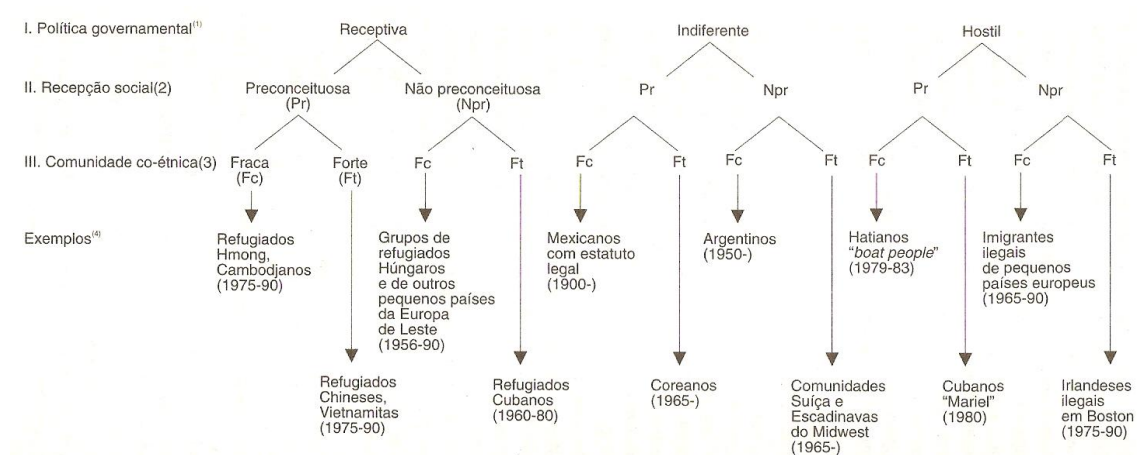 I. Política governamental(1) Receptiva Indiferente Hostil
II. Recepção social(2) Preconceituosa Não preconceituosa Pr Npr Pr Npr
(Pr) (Npr)
III. Comunidade co-étnica(3) Fraca Forte Fc Ft Fc Ft Fc Ft Fc Ft Fc Ft
(Fc) (Ft)
Exemplos(4)
Refugiados
Hmong,
Cambodjanos
(1975-90)
Grupos de
refugiados
Húngaros
e de outros
pequenos países
da Europa
de Leste
(1956-90)
Mexicanos
com estatuto
legal
(1900-)
Argentinos
(1950-)
Hatianos
“boat people”
(1979-83)
Imigrantes
ilegais
de pequenos
países europeus
(1965-90)
Refugiados
Chineses,
Vietnamitas
(1975-90)
Refugiados
Cubanos
(1960-80)
Coreanos
(1965-)
Comunidades
Suíça e
Escadinavas
do Midwest
(1965-)
Cubanos
“Mariel”
(1980)
Irlandeses
ilegais
em Boston
(1975-90)